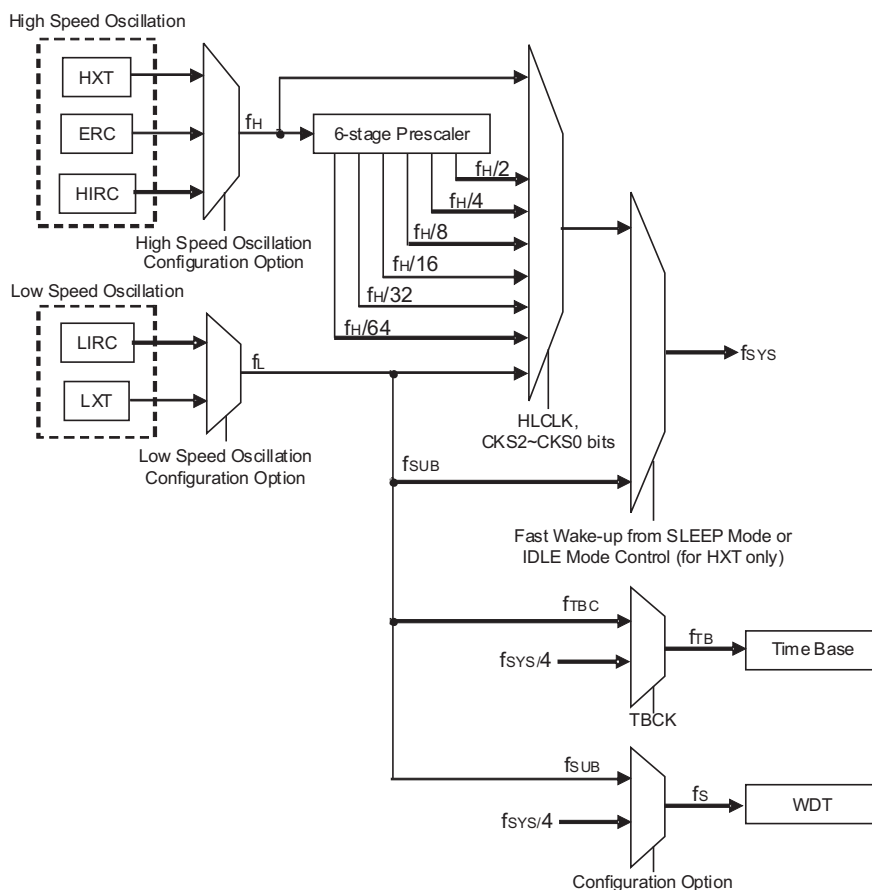 High Speed Oscillation
HXT
ERC
HIRC
fH
6-stage Prescaler
fH/2
fH/4
fH/8
fH/16
fH/32
fH/64
High Speed Oscillation
Configuration Option
Low Speed Oscillation
LIRC
LXT
fL
Low Speed Oscillation
Configuration Option
HLCLK,
CKS2~CKS0 bits
fSYS
fSUB
Fast Wake-up from SLEEP Mode or
IDLE Mode Control (for HXT only)
fTBC
fSYS/4
fTB
Time Base
TBCK
fSUB
fSYS/4
fS
WDT
Configuration Option